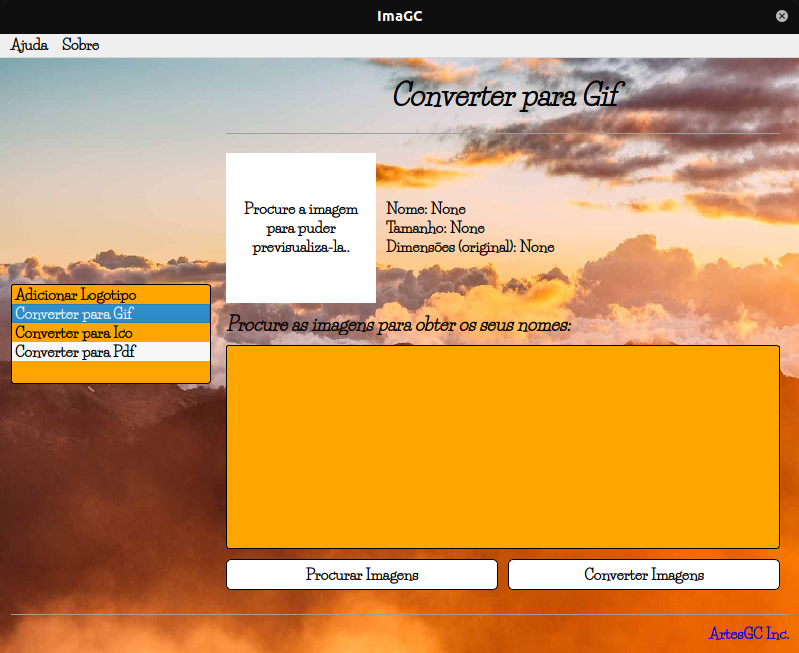 ImaGC
Ajuda Sobre
Converter para Gif
Procure a imagem
para puder
previsualiza-la..
Nome: None
Tamanho: None
Dimensões (original): None
Adicionar Logotipo
Converter para Gif
Converter para Ico
Converter para Pdf
Procure as imagens para obter os seus nomes:
Procurar Imagens
Converter Imagens
ArtesGC Inc.